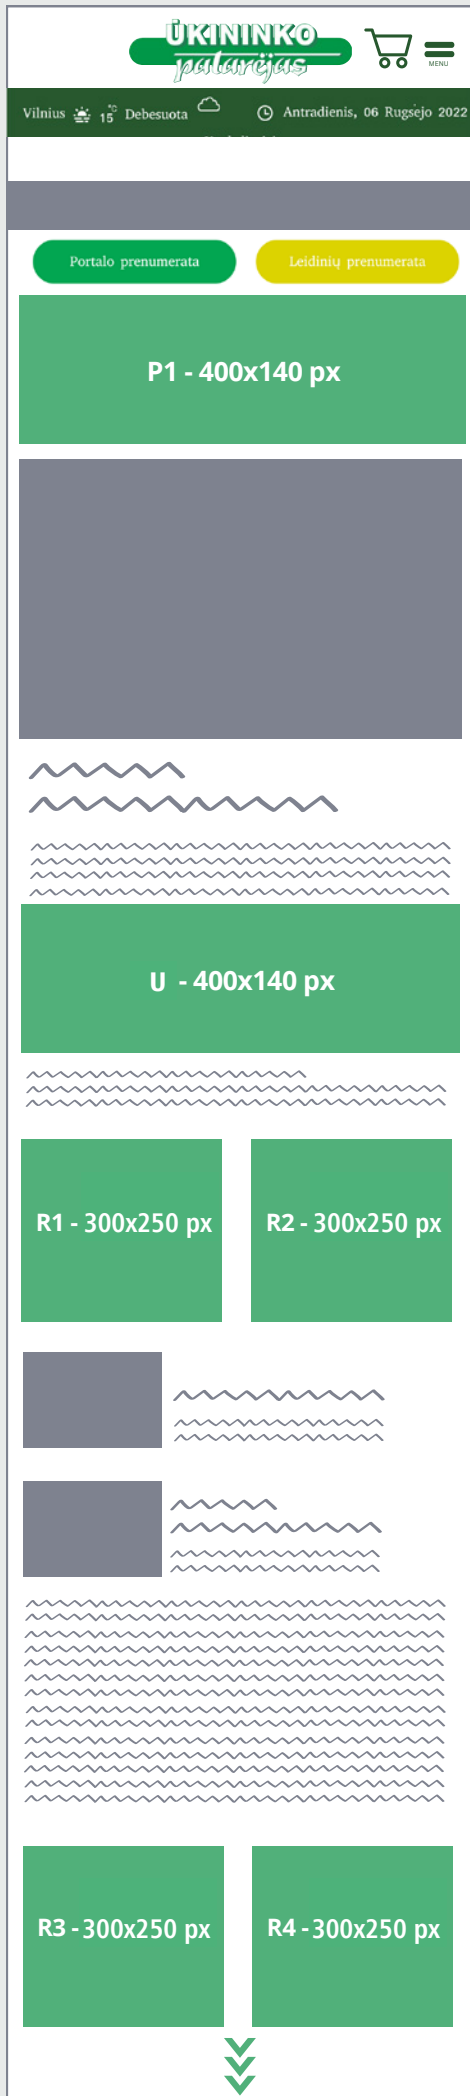 ŪKININKO
patarėjas
MENU
Vilnius 15°C Debesuota Antradienis, 06 Rugsėjo 2022
Portalo prenumerata Leidinių prenumerata
P1 - 400x140 px
U - 400x140 px
R1 - 300x250 px R2 - 300x250 px
R3 - 300x250 px R4 - 300x250 px